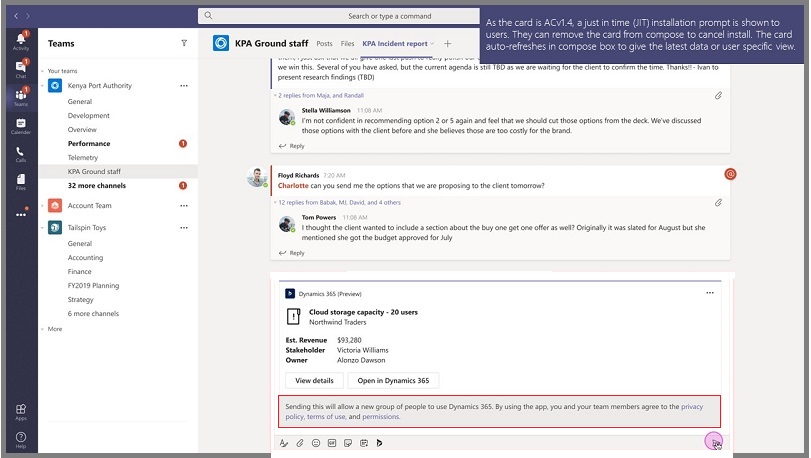 Search or type a command
As the card is ACv1.4, a just in time (JIT) installation prompt is shown to
users. They can remove the card from compose to cancel install. The card
auto-refreshes in compose box to give the latest data or user specific view.
Activity
Chat
Teams
Calendar
Calls
Files
Apps
Help
Teams
Your teams
Kenya Port Authority
General
Development
Overview
Performance 1
Telemetry
KPA Ground staff
32 more channels 1
Account Team
Tailspin Toys
General
Accounting
Finance
FY2019 Planning
Strategy
6 more channels
More
KPA Ground staff Posts Files KPA Incident report
we win this. Several of you have asked, but the current agenda is still TBD as we are waiting for the client to confirm the time. Thanks!! - Ivan to
present research findings (TBD)
2 replies from Maja, and Randall
Stella Williamson 11:08 AM
I'm not confident in recommending option 2 or 5 again and feel that we should cut those options from the deck. We've discussed
those options with the client before and she believes those are too costly for the brand.
Reply
Floyd Richards 7:20 AM
Charlotte can you send me the options that we are proposing to the client tomorrow?
12 replies from Babak, MJ, David, and 4 others
Tom Powers 11:08 AM
I thought the client wanted to include a section about the buy one get one offer as well? Originally it was slated for August but she
mentioned she got the budget approved for July
Reply
Dynamics 365 (Preview)
Cloud storage capacity - 20 users
Northwind Traders
Est. Revenue $93,280
Stakeholder Victoria Williams
Owner Alonzo Dawson
View details Open in Dynamics 365
Sending this will allow a new group of people to use Dynamics 365. By using the app, you and your team members agree to the privacy
policy, terms of use, and permissions.
GIF